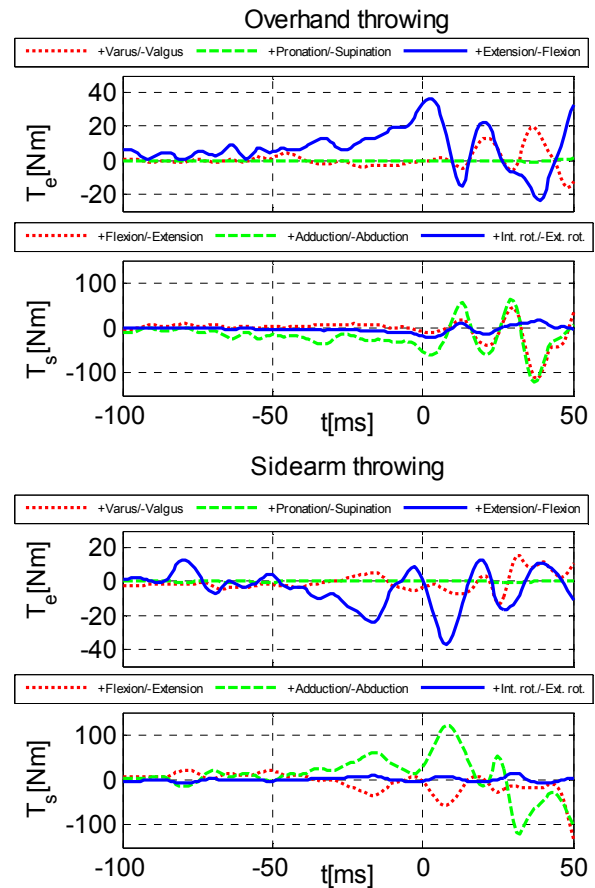 Overhand throwing
+Varus/-Valgus +Pronation/-Supination +Extension/-Flexion
40
20
0
-20
T_e[Nm]
+Flexion/-Extension +Adduction/-Abduction +Int. rot./-Ext. rot.
100
0
-100
T_s[Nm]
-100 -50 0 50
t[ms]
Sidearm throwing
+Varus/-Valgus +Pronation/-Supination +Extension/-Flexion
20
0
-20
-40
T_e[Nm]
+Flexion/-Extension +Adduction/-Abduction +Int. rot./-Ext. rot.
100
0
-100
T_s[Nm]
-100 -50 0 50
t[ms]